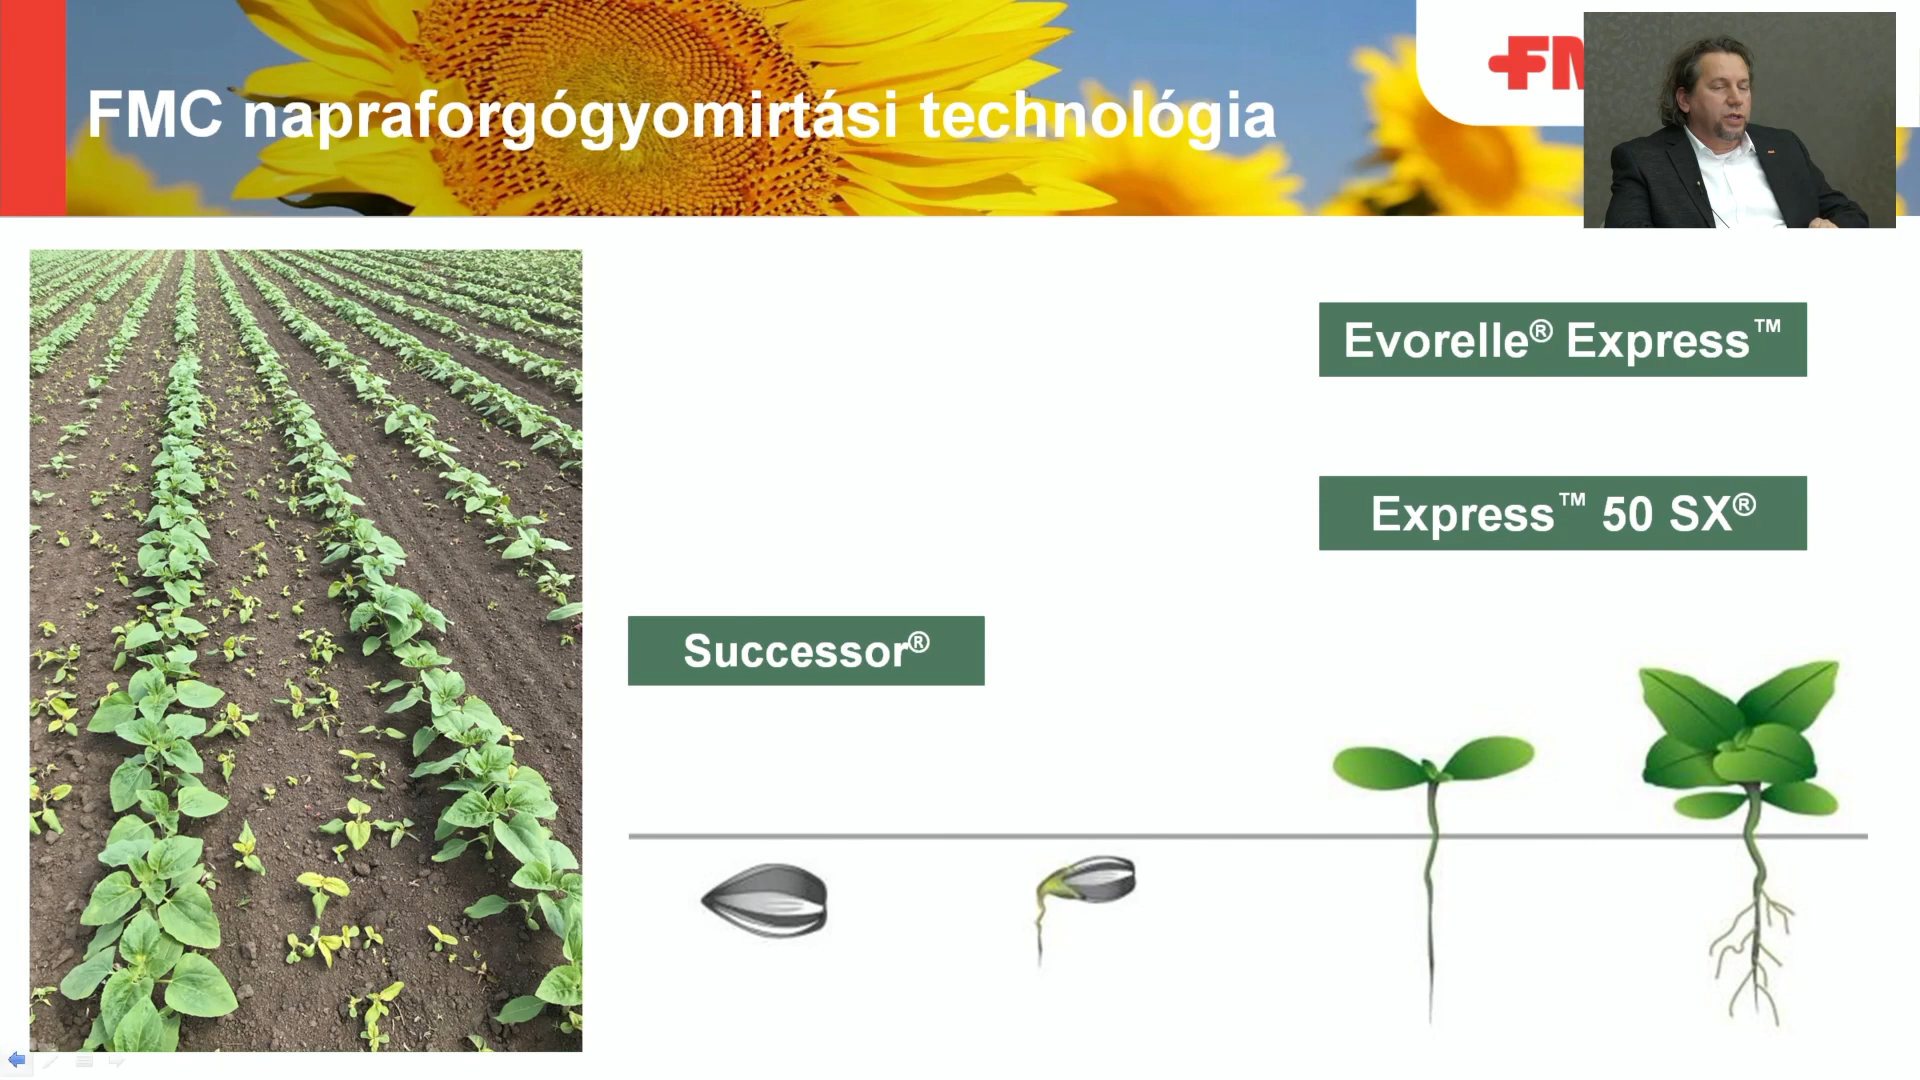 FMC napraforgógyomirtási technológia
Evorelle® Express™
Express™ 50 SX®
Successor®